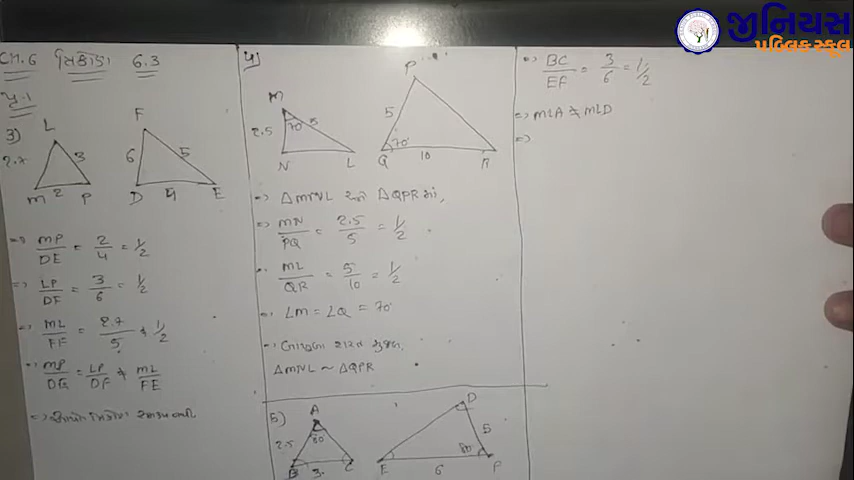 જીનિયસ
પબ્લિક સ્કૂલ
Ch.6 ત્રિકોણ 6.3
પ્ર-1
3)
L
2.7
3
M 2 P
F
6
5
D 4 E
=> MP/DE = 2/4 = 1/2
=> LP/DF = 3/6 = 1/2
=> ML/FF = 2.7/5 ≠ 1/2
=> MP/DE = LP/DF ≠ ML/FE
4)
M
2.5 70° 5
N L
P
5
70°
Q 10 R
=> ΔMNL અને ΔQPR માં,
=> MN/PQ = 2.5/5 = 1/2
ML/QR = 5/10 = 1/2
∠M = ∠Q = 70°
ΔMNL ~ ΔQPR
5)
A
2.5 80°
B 3 C
D
5
80°
E 6 F
=> BC/EF = 3/6 = 1/2
=> m∠A ≠ m∠D
=>